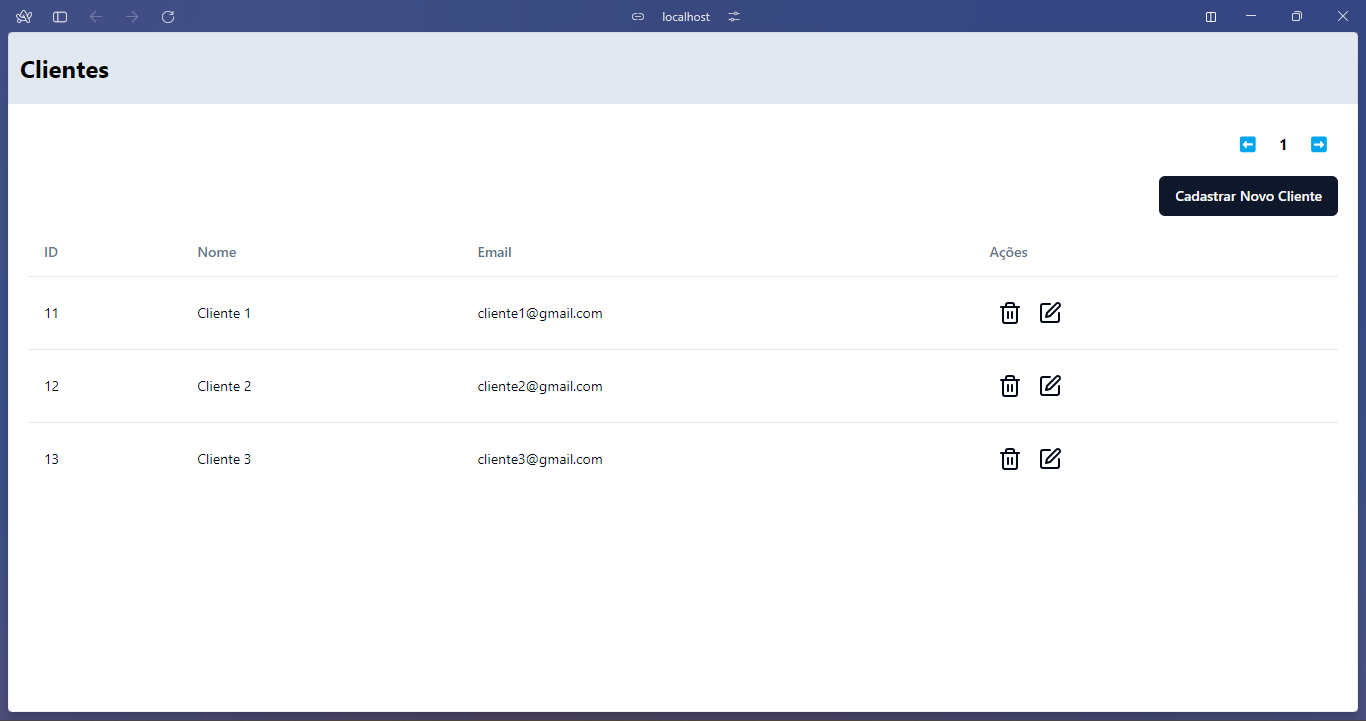 localhost
Clientes
1
Cadastrar Novo Cliente
ID Nome Email Ações
11 Cliente 1 cliente1@gmail.com
12 Cliente 2 cliente2@gmail.com
13 Cliente 3 cliente3@gmail.com